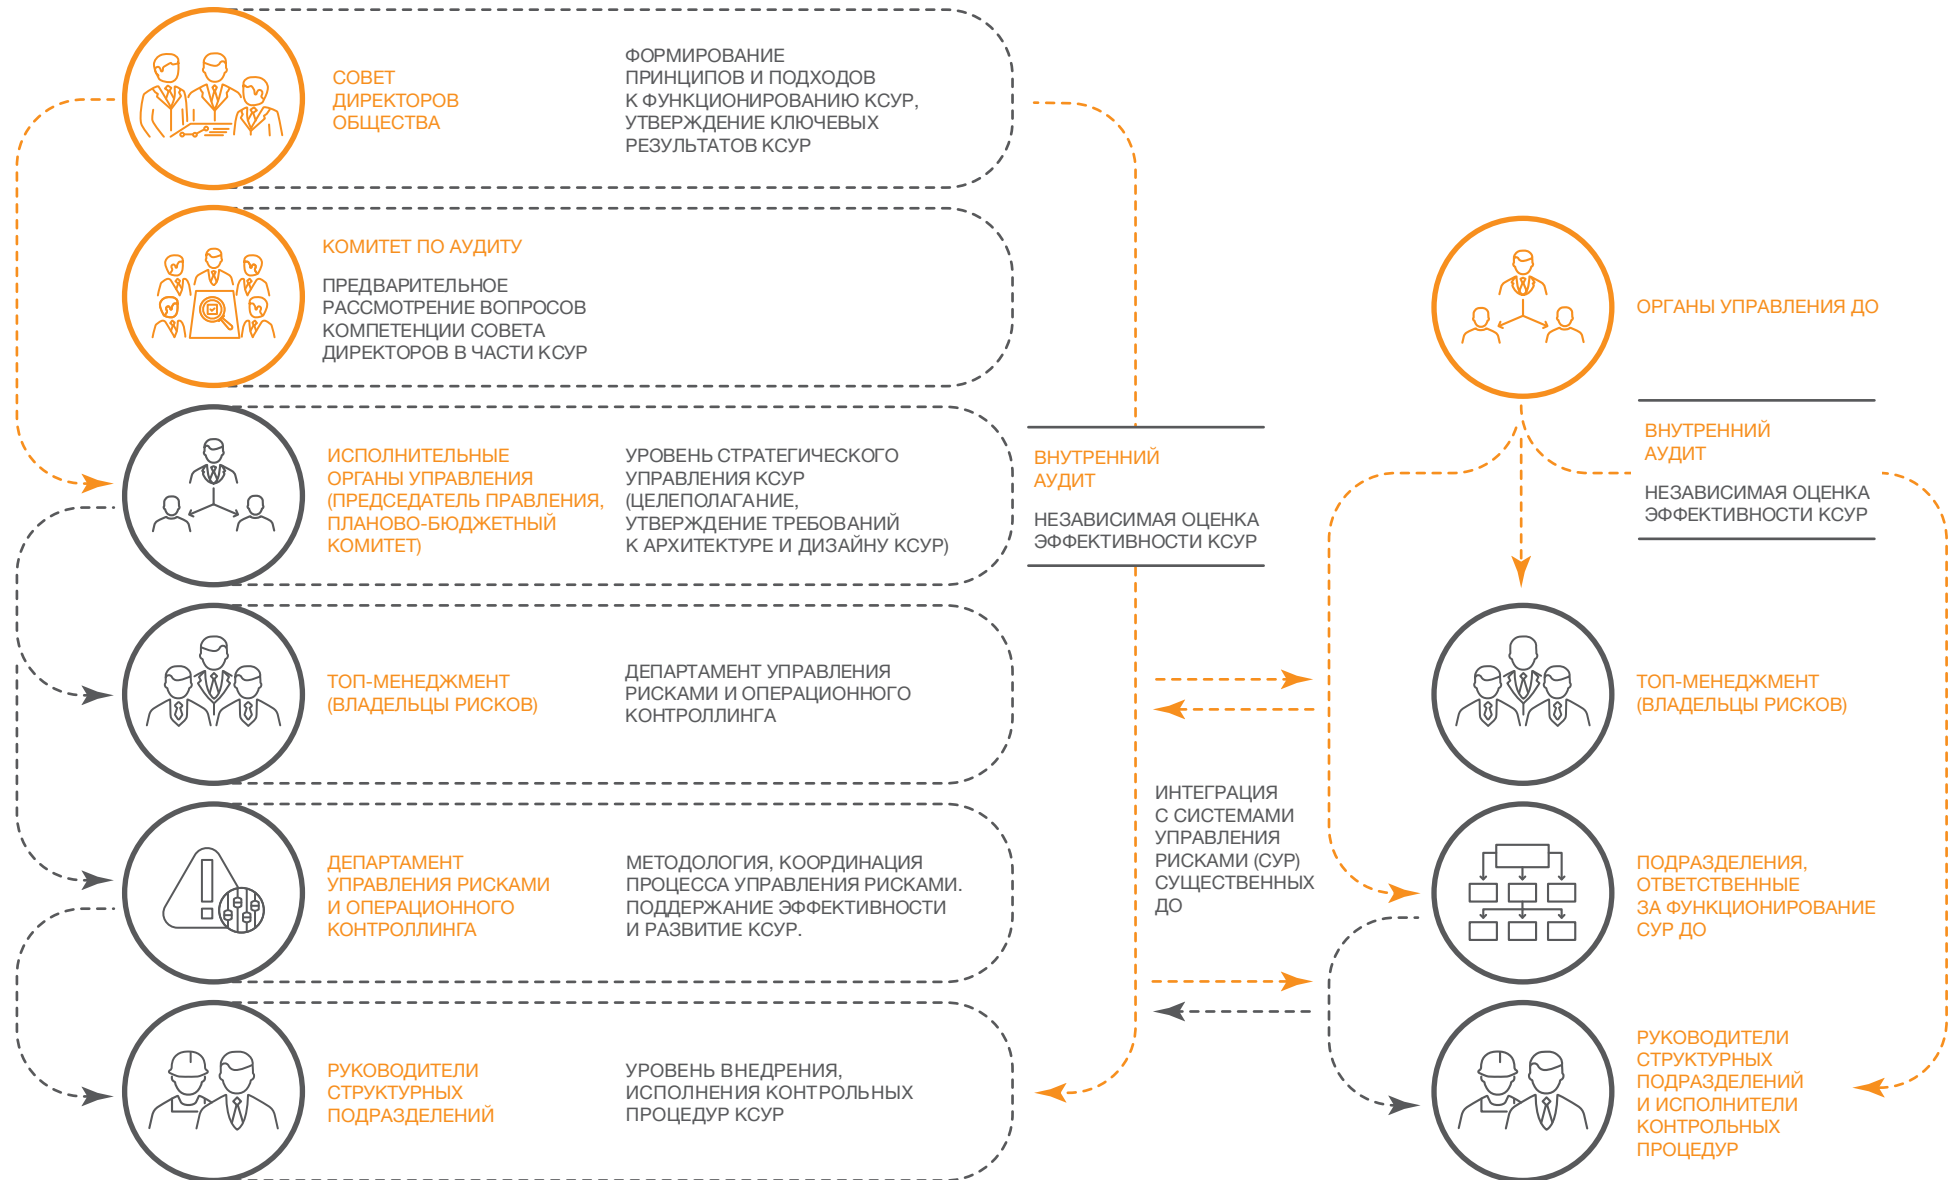 СОВЕТ
ДИРЕКТОРОВ
ОБЩЕСТВА
ФОРМИРОВАНИЕ
ПРИНЦИПОВ И ПОДХОДОВ
К ФУНКЦИОНИРОВАНИЮ КСУР,
УТВЕРЖДЕНИЕ КЛЮЧЕВЫХ
РЕЗУЛЬТАТОВ КСУР
КОМИТЕТ ПО АУДИТУ
ПРЕДВАРИТЕЛЬНОЕ
РАССМОТРЕНИЕ ВОПРОСОВ
КОМПЕТЕНЦИИ СОВЕТА
ДИРЕКТОРОВ В ЧАСТИ КСУР
ИСПОЛНИТЕЛЬНЫЕ
ОРГАНЫ УПРАВЛЕНИЯ
(ПРЕДСЕДАТЕЛЬ ПРАВЛЕНИЯ,
ПЛАНОВО-БЮДЖЕТНЫЙ
КОМИТЕТ)
УРОВЕНЬ СТРАТЕГИЧЕСКОГО
УПРАВЛЕНИЯ КСУР
(ЦЕЛЕПОЛАГАНИЕ,
УТВЕРЖДЕНИЕ ТРЕБОВАНИЙ
К АРХИТЕКТУРЕ И ДИЗАЙНУ КСУР)
ТОП-МЕНЕДЖМЕНТ
(ВЛАДЕЛЬЦЫ РИСКОВ)
ДЕПАРТАМЕНТ УПРАВЛЕНИЯ
РИСКАМИ И ОПЕРАЦИОННОГО
КОНТРОЛЛИНГА
ДЕПАРТАМЕНТ
УПРАВЛЕНИЯ РИСКАМИ
И ОПЕРАЦИОННОГО
КОНТРОЛЛИНГА
МЕТОДОЛОГИЯ, КООРДИНАЦИЯ
ПРОЦЕССА УПРАВЛЕНИЯ РИСКАМИ.
ПОДДЕРЖАНИЕ ЭФФЕКТИВНОСТИ
И РАЗВИТИЕ КСУР.
РУКОВОДИТЕЛИ
СТРУКТУРНЫХ
ПОДРАЗДЕЛЕНИЙ
УРОВЕНЬ ВНЕДРЕНИЯ,
ИСПОЛНЕНИЯ КОНТРОЛЬНЫХ
ПРОЦЕДУР КСУР
ВНУТРЕННИЙ
АУДИТ
НЕЗАВИСИМАЯ ОЦЕНКА
ЭФФЕКТИВНОСТИ КСУР
ИНТЕГРАЦИЯ
С СИСТЕМАМИ
УПРАВЛЕНИЯ
РИСКАМИ (СУР)
СУЩЕСТВЕННЫХ
ДО
ОРГАНЫ УПРАВЛЕНИЯ ДО
ВНУТРЕННИЙ
АУДИТ
НЕЗАВИСИМАЯ ОЦЕНКА
ЭФФЕКТИВНОСТИ КСУР
ТОП-МЕНЕДЖМЕНТ
(ВЛАДЕЛЬЦЫ РИСКОВ)
ПОДРАЗДЕЛЕНИЯ,
ОТВЕТСТВЕННЫЕ
ЗА ФУНКЦИОНИРОВАНИЕ
СУР ДО
РУКОВОДИТЕЛИ
СТРУКТУРНЫХ
ПОДРАЗДЕЛЕНИЙ
И ИСПОЛНИТЕЛИ
КОНТРОЛЬНЫХ
ПРОЦЕДУР